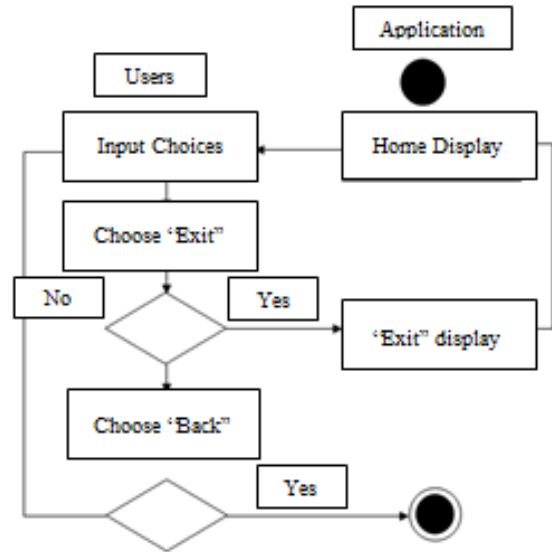 Application
Users
Input Choices
Home Display
Choose “Exit”
No
Yes
“Exit” display
Choose “Back”
Yes